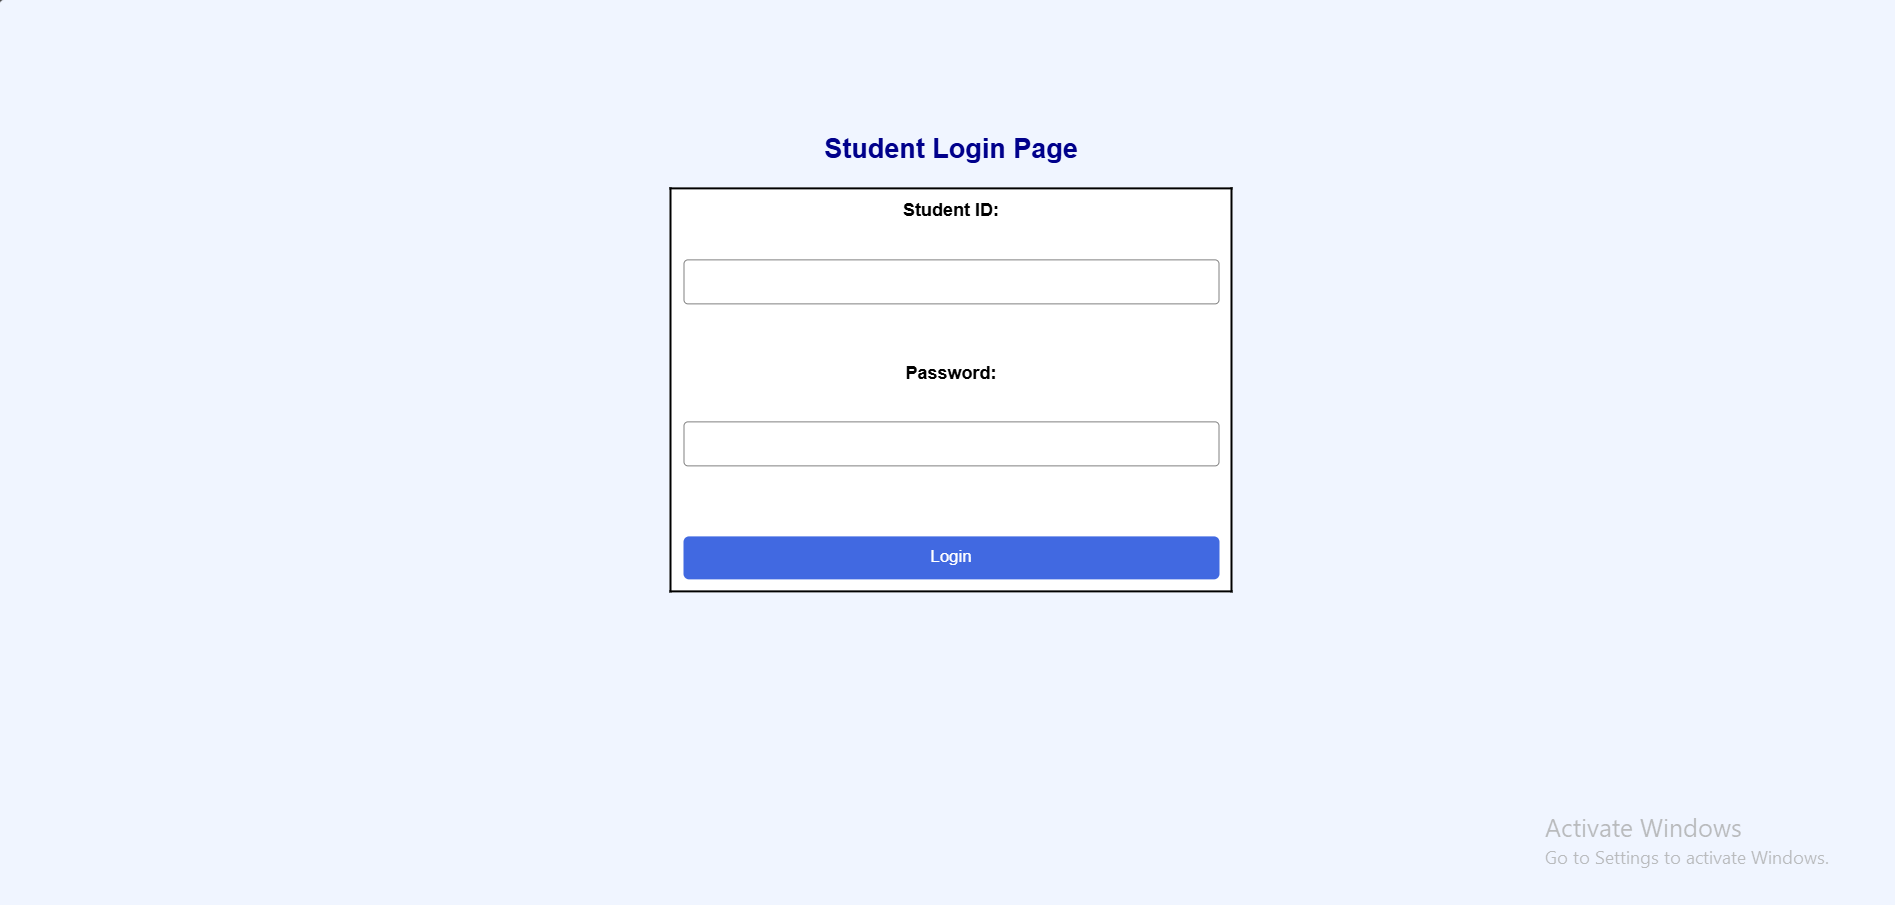 Student Login Page
Student ID:
Password:
Login
Activate Windows
Go to Settings to activate Windows.